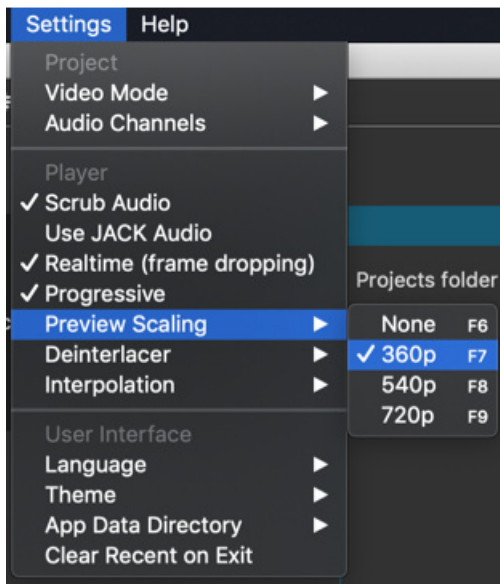 Settings Help
Project
Video Mode
Audio Channels
Player
✓ Scrub Audio
Use JACK Audio
✓ Realtime (frame dropping)
✓ Progressive
Preview Scaling
Deinterlacer
Interpolation
User Interface
Language
Theme
App Data Directory
Clear Recent on Exit
Projects folder
None F6
✓ 360p F7
540p F8
720p F9